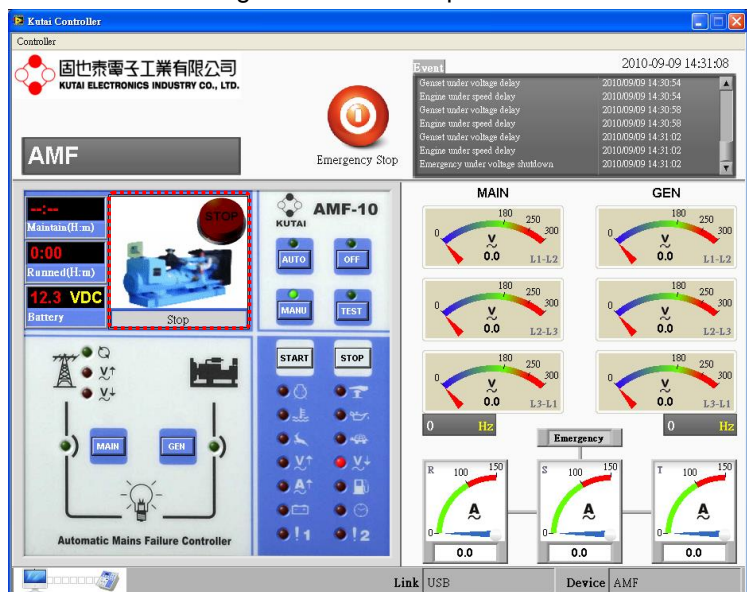 Kutai Controller
Controller
固也泰電子工業有限公司
KUTAI ELECTRONICS INDUSTRY CO., LTD.
AMF
Emergency Stop
2010-09-09 14:31:08
Event
Genset under voltage delay 2010/09/09 14:30:54
Engine under speed delay 2010/09/09 14:30:54
Genset under voltage delay 2010/09/09 14:30:58
Engine under speed delay 2010/09/09 14:30:58
Genset under voltage delay 2010/09/09 14:31:02
Engine under speed delay 2010/09/09 14:31:02
Emergency under voltage shutdown 2010/09/09 14:31:02
--:--
Maintain(H:m)
0:00
Runned(H:m)
12.3 VDC
Battery
STOP
Stop
KUTAI
AMF-10
AUTO OFF
MANU TEST
START STOP
V↑
V↓
MAIN GEN
V↑ V↓
A↑
!1 !2
Automatic Mains Failure Controller
MAIN GEN
0 180 250 300 V 0.0 L1-L2
0 180 250 300 V 0.0 L1-L2
0 180 250 300 V 0.0 L2-L3
0 180 250 300 V 0.0 L2-L3
0 180 250 300 V 0.0 L3-L1
0 180 250 300 V 0.0 L3-L1
0 Hz
0 Hz
Emergency
R 100 150 A 0 0.0
S 100 150 A 0 0.0
T 100 150 A 0 0.0
Link USB Device AMF